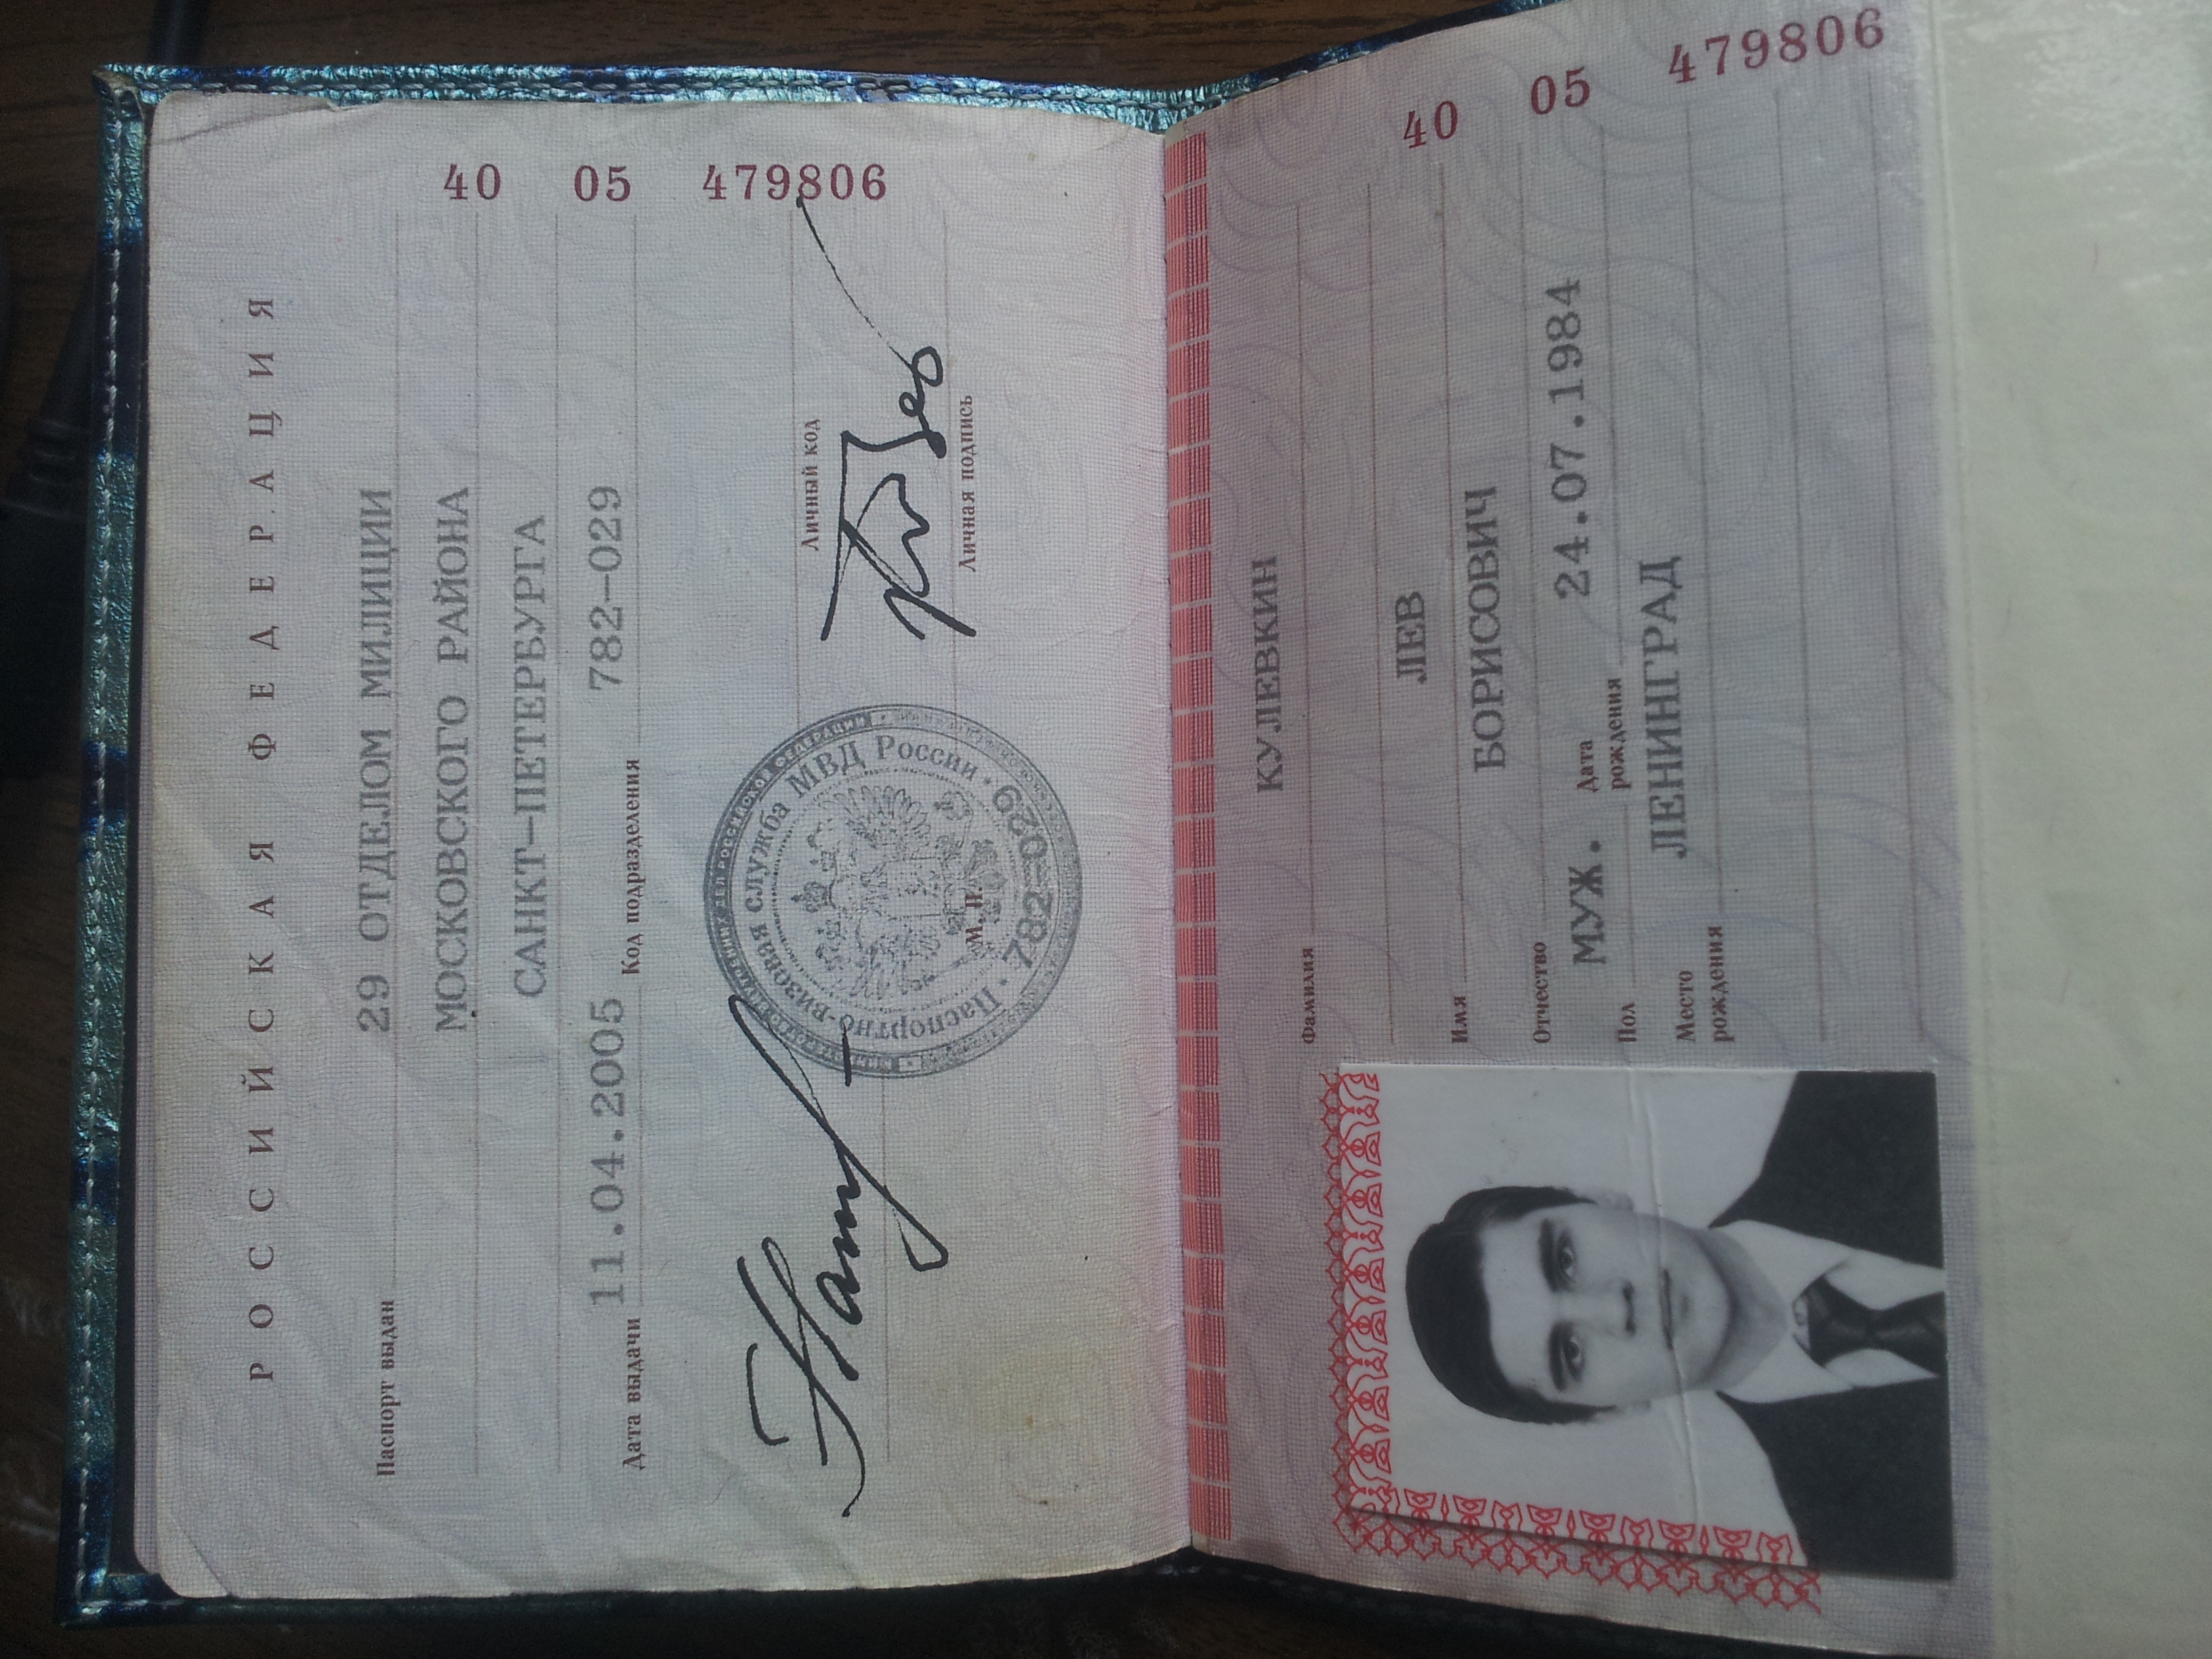 РОССИЙСКАЯ ФЕДЕРАЦИЯ
40 05 479806
Паспорт выдан 29 ОТДЕЛОМ МИЛИЦИИ
МОСКОВСКОГО РАЙОНА
САНКТ-ПЕТЕРБУРГА
Дата выдачи 11.04.2005 Код подразделения 782-029
Личный код
Личная подпись
М. П.
Паспортно-визовая служба МВД России
782-029
40 05 479806
Фамилия КУЛЕВКИН
Имя ЛЕВ
Отчество БОРИСОВИЧ
Пол МУЖ. Дата рождения 24.07.1984
Место рождения ЛЕНИНГРАД